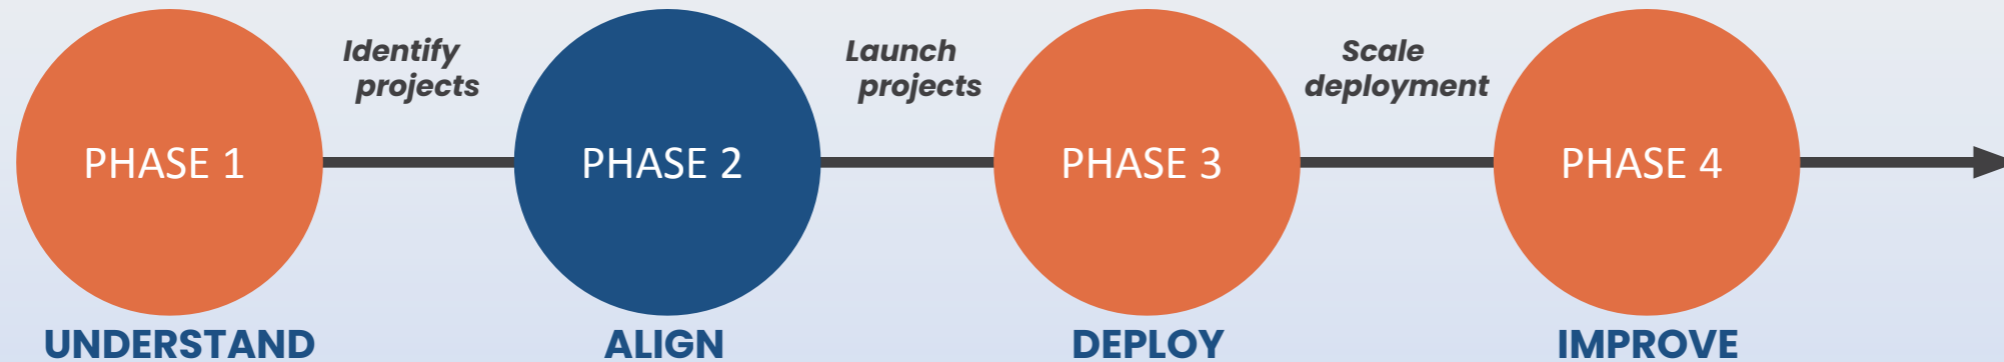 Identify
projects
Launch
projects
Scale
deployment
PHASE 1
PHASE 2
PHASE 3
PHASE 4
UNDERSTAND
ALIGN
DEPLOY
IMPROVE